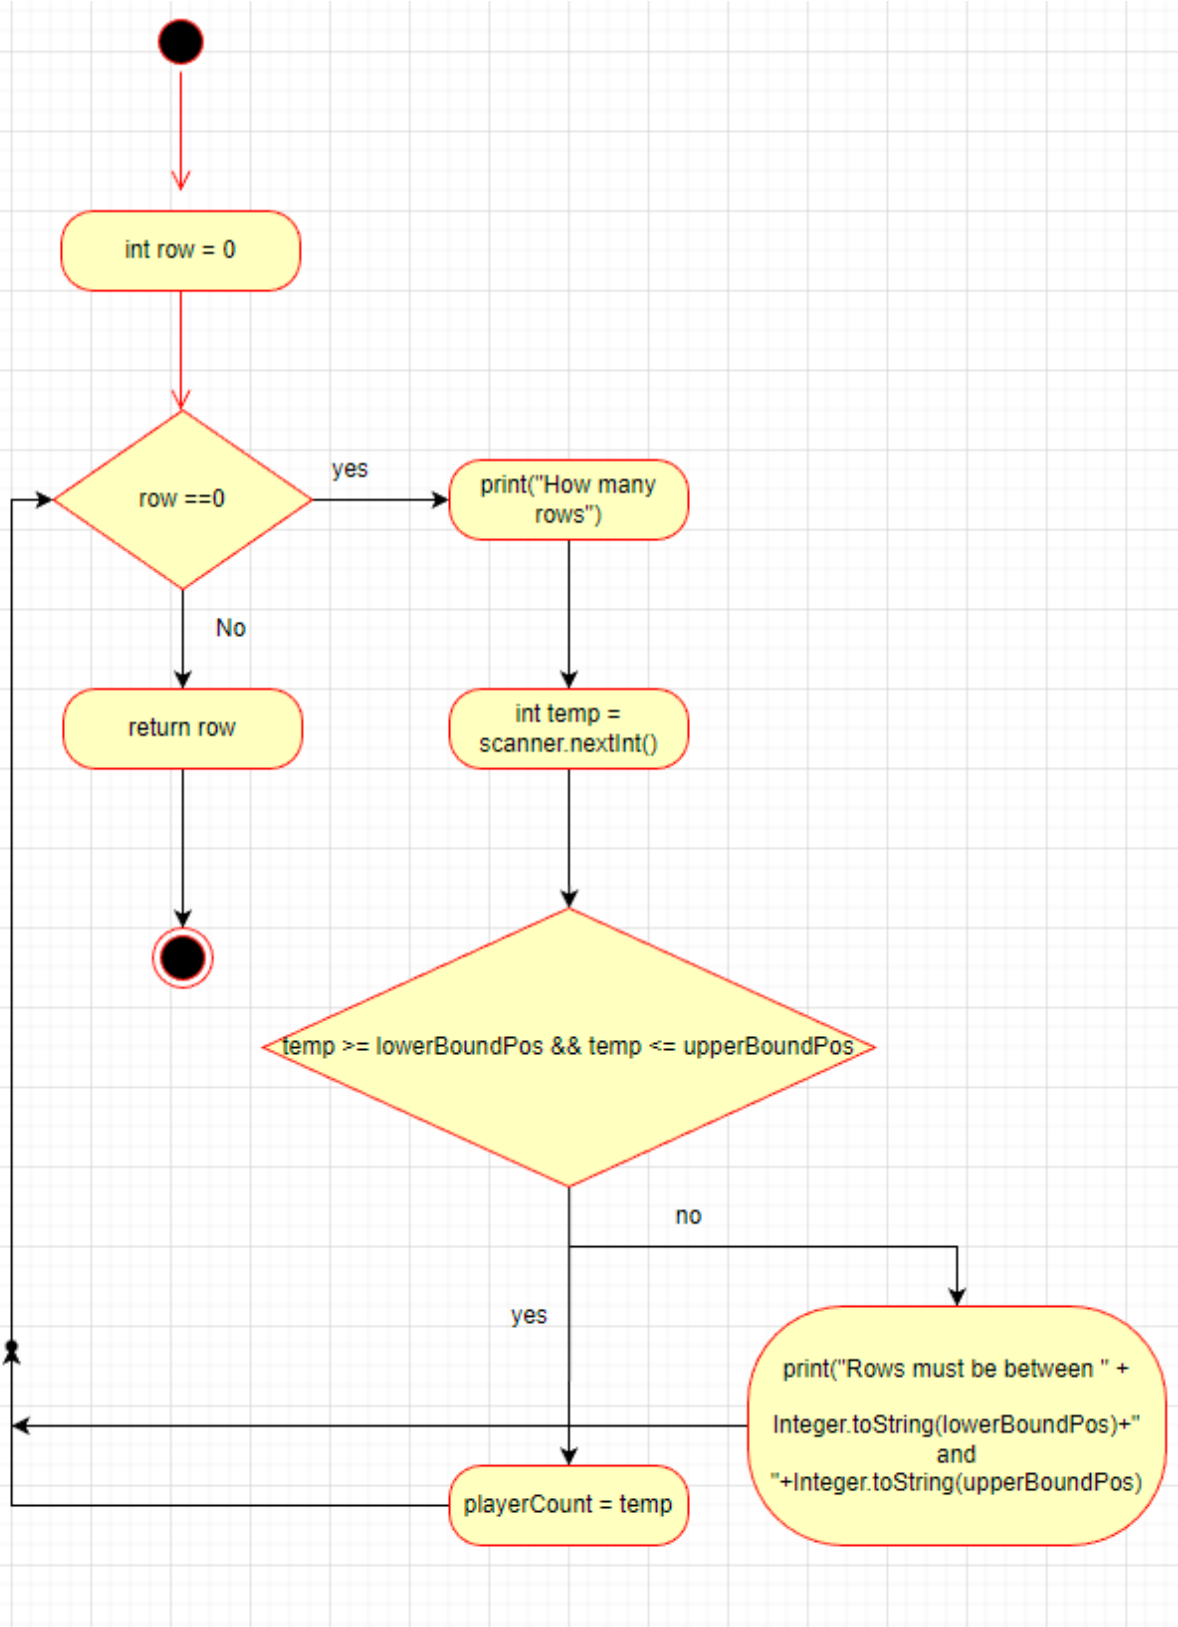 int row = 0
row ==0
yes
print("How many
rows")
No
return row
int temp =
scanner.nextInt()
temp >= lowerBoundPos && temp <= upperBoundPos
no
yes
print("Rows must be between " +
Integer.toString(lowerBoundPos)+"
and
"+Integer.toString(upperBoundPos)
playerCount = temp